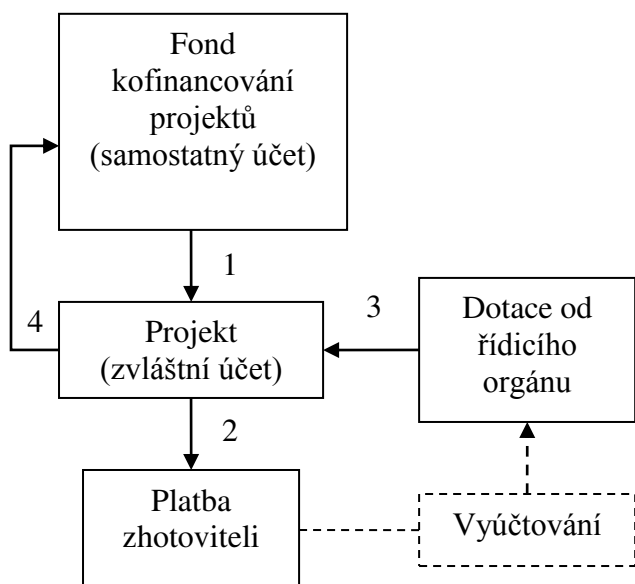 Fond
kofinancování
projektů
(samostatný účet)
1
4
Projekt
(zvláštní účet)
3
Dotace od
řídicího
orgánu
2
Platba
zhotoviteli
Vyúčtování